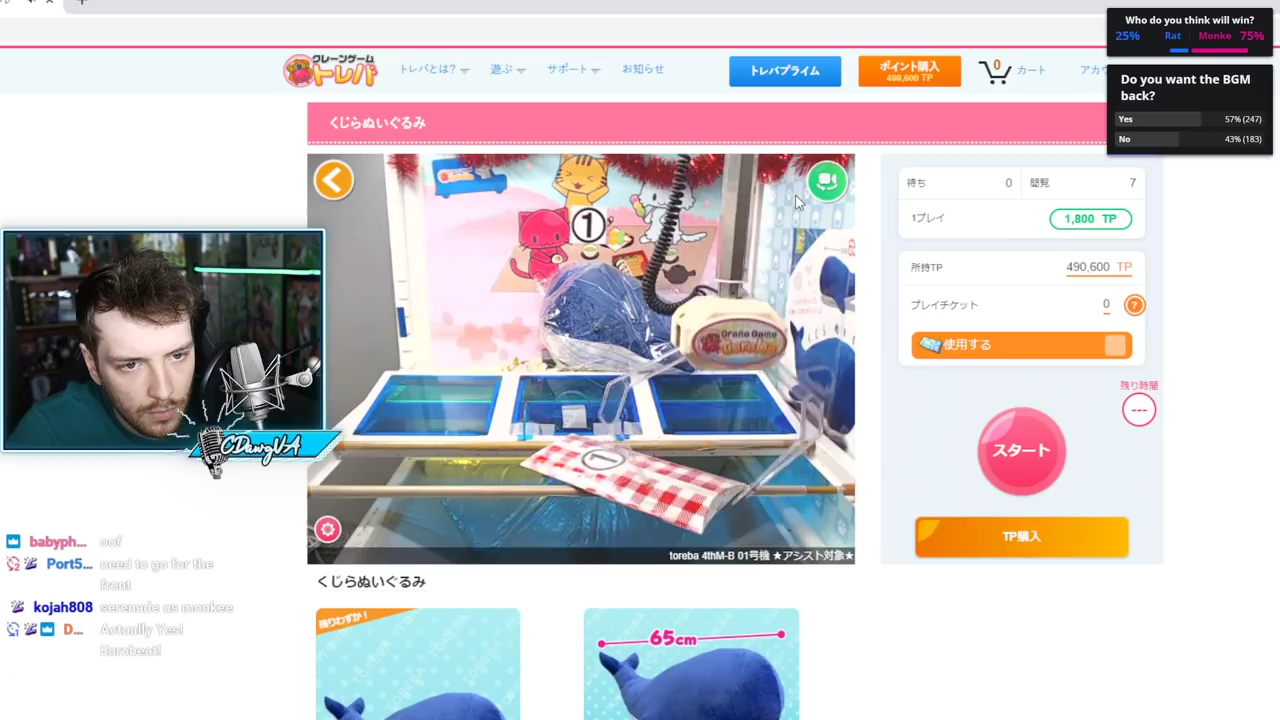 Who do you think will win?
25% Rat Monke 75%
Do you want the BGM
back?
Yes 57% (247)
No 43% (183)
クレーンゲーム
トレバ
トレバとは？ 遊ぶ サポート お知らせ
トレバプライム
ポイント購入
499,600 TP
0 カート
アカウ
くじらぬいぐるみ
①
Crane Game
toreba
①
toreba 4thM-B 01号機 ★アシスト対象★
待ち 0 閲覧 7
1プレイ 1,800 TP
所持TP 490,600 TP
プレイチケット 0 ?
使用する
残り時間
---
スタート
TP購入
CDawgVA
babyph... oof
Port5... need to go for the
front
kojah808 serenade us monkee
D... Actually Yes!
Eurobeat!
くじらぬいぐるみ
残りわずか！
65cm